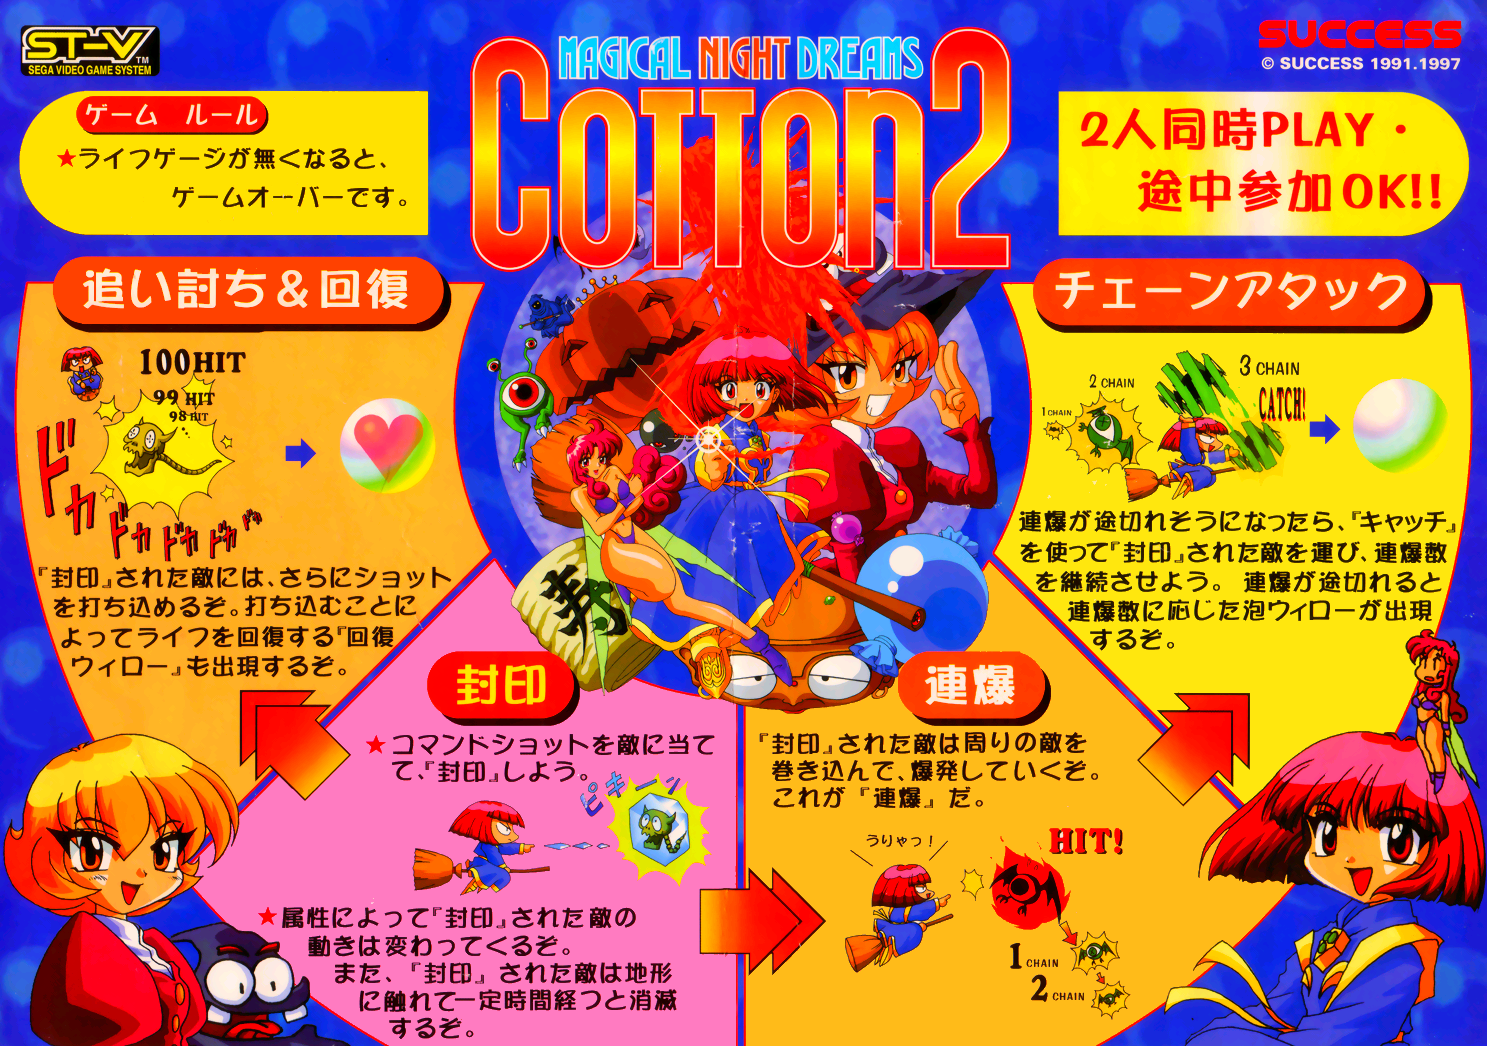 ST-V™
SEGA VIDEO GAME SYSTEM
MAGICAL NIGHT DREAMS
COTTON2
SUCCESS
© SUCCESS 1991.1997
ゲーム ルール
★ライフゲージが無くなると、
ゲームオーバーです。
2人同時PLAY・
途中参加OK!!
追い討ち&回復
100HIT
99 HIT
98 HIT
ドカ
ドカ ドカ ドカ ドカ
『封印』された敵には、さらにショット
を打ち込めるぞ。打ち込むことに
よってライフを回復する『回復
ウィロー』も出現するぞ。
封印
★コマンドショットを敵に当て
て、『封印』しよう。
ピキーン
★属性によって『封印』された敵の
動きは変わってくるぞ。
また、『封印』された敵は地形
に触れて一定時間経つと消滅
するぞ。
寿
連爆
『封印』された敵は周りの敵を
巻き込んで、爆発していくぞ。
これが『連爆』だ。
うりゃっ!
HIT!
1 CHAIN
2 CHAIN
チェーンアタック
1 CHAIN
2 CHAIN
3 CHAIN
CATCH!
連爆が途切れそうになったら、『キャッチ』
を使って『封印』された敵を運び、連爆数
を継続させよう。 連爆が途切れると
連爆数に応じた泡ウィローが出現
するぞ。